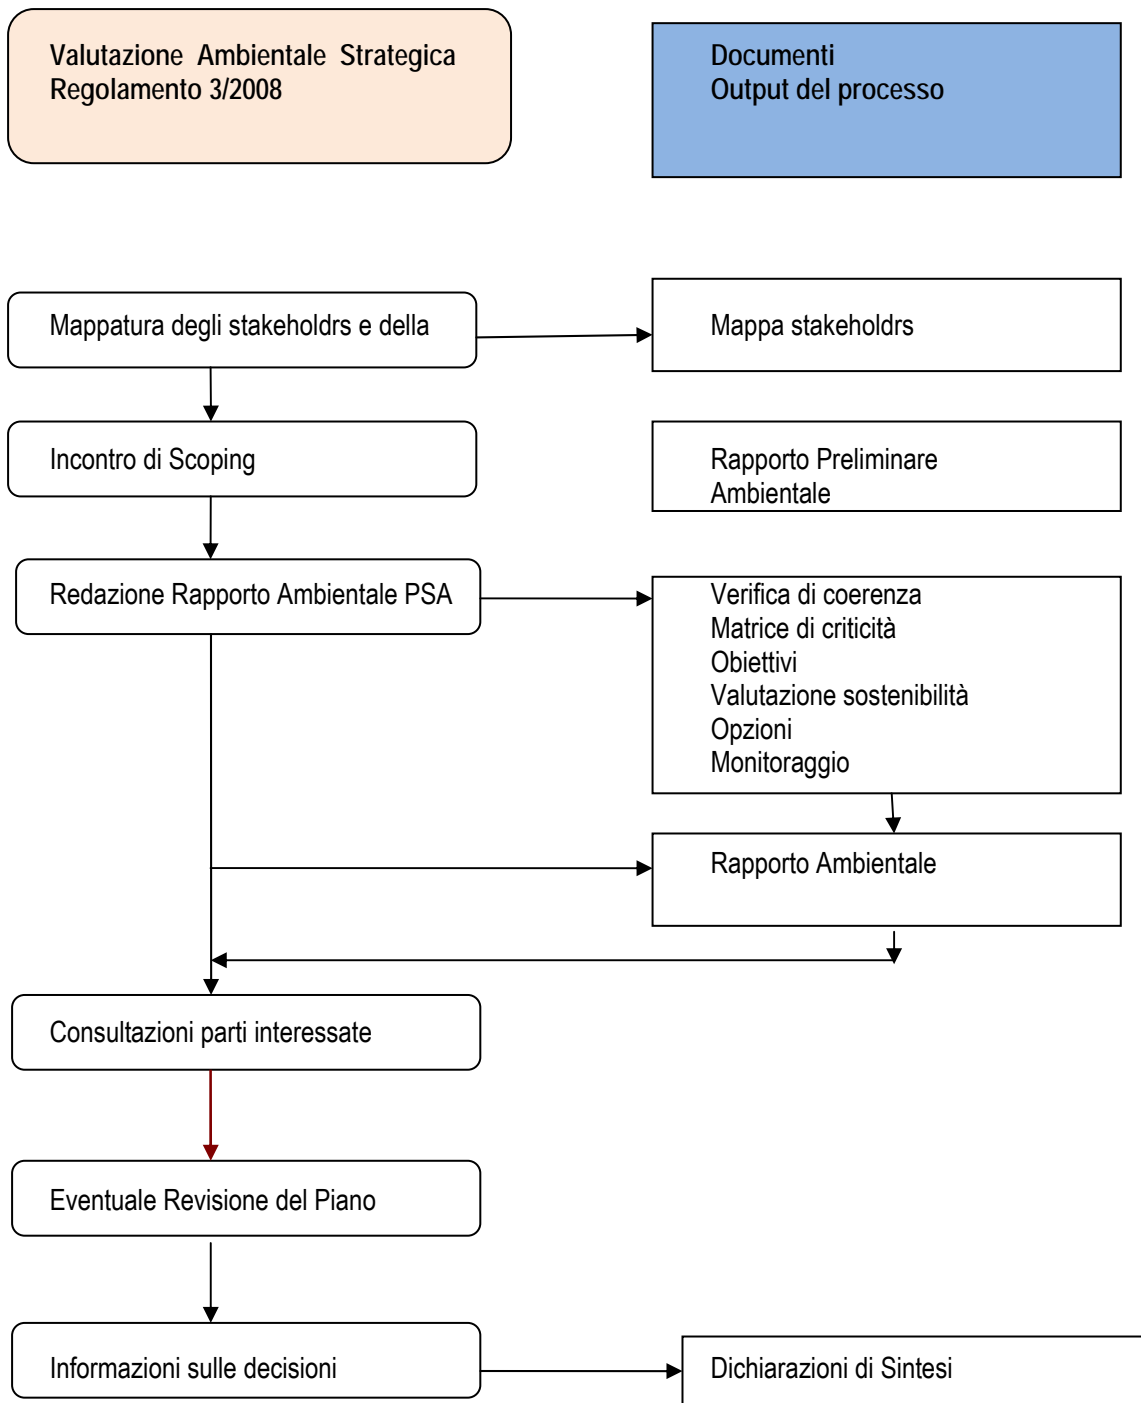 Valutazione Ambientale Strategica
Regolamento 3/2008
Documenti
Output del processo
Mappatura degli stakeholdrs e della
Mappa stakeholdrs
Incontro di Scoping
Rapporto Preliminare
Ambientale
Redazione Rapporto Ambientale PSA
Verifica di coerenza
Matrice di criticità
Obiettivi
Valutazione sostenibilità
Opzioni
Monitoraggio
Rapporto Ambientale
Consultazioni parti interessate
Eventuale Revisione del Piano
Informazioni sulle decisioni
Dichiarazioni di Sintesi